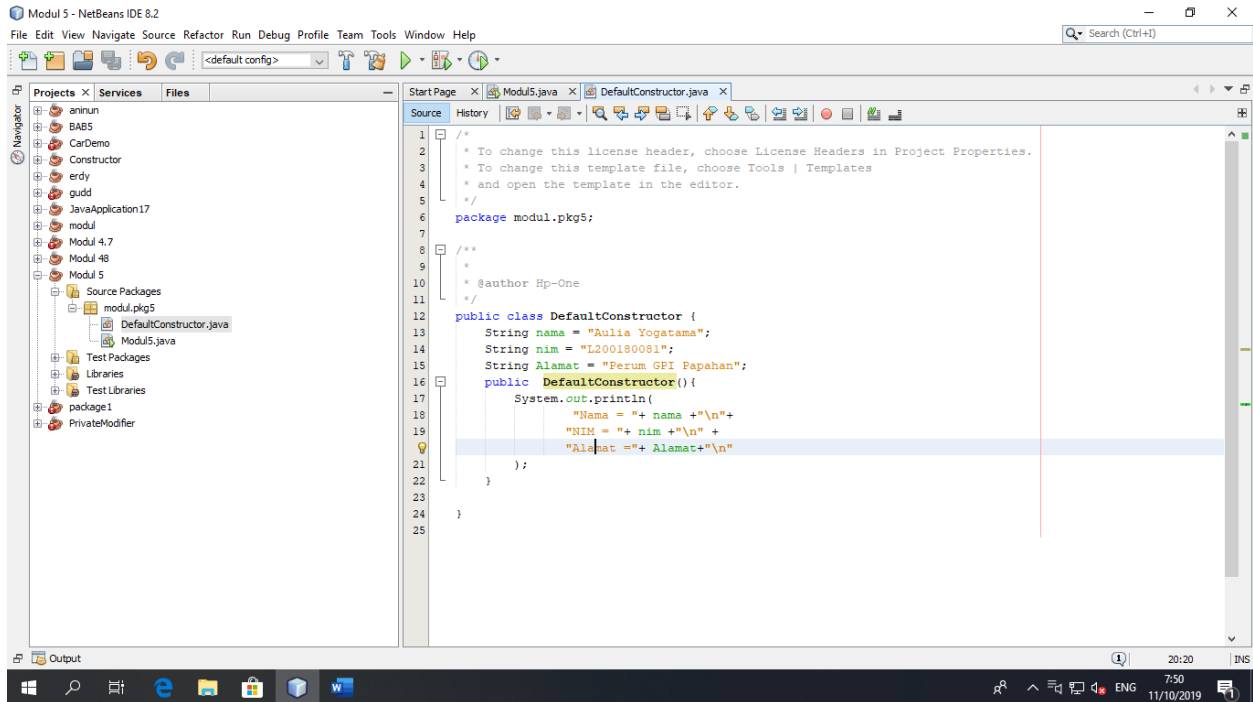 Modul 5 - NetBeans IDE 8.2
File Edit View Navigate Source Refactor Run Debug Profile Team Tools Window Help
Search (Ctrl+I)
<default config>
Projects Services Files
Start Page Modul5.java DefaultConstructor.java
Navigator
Source History
aninun
BAB5
CarDemo
Constructor
erdy
gudd
JavaApplication17
modul
Modul 4.7
Modul 48
Modul 5
Source Packages
modul.pkg5
DefaultConstructor.java
Modul5.java
Test Packages
Libraries
Test Libraries
package1
PrivateModifier
1 /*
2 * To change this license header, choose License Headers in Project Properties.
3 * To change this template file, choose Tools | Templates
4 * and open the template in the editor.
5 */
6 package modul.pkg5;
7
8 /**
9 *
10 * @author Hp-One
11 */
12 public class DefaultConstructor {
13 String nama = "Aulia Yogatama";
14 String nim = "L200180081";
15 String Alamat = "Perum GPI Papahan";
16 public DefaultConstructor(){
17 System.out.println(
18 "Nama = "+ nama +"\n"+
19 "NIM = "+ nim +"\n" +
"Alamat ="+ Alamat+"\n"
21 );
22 }
23
24 }
25
Output
1 20:20 INS
ENG 7:50
11/10/2019
1